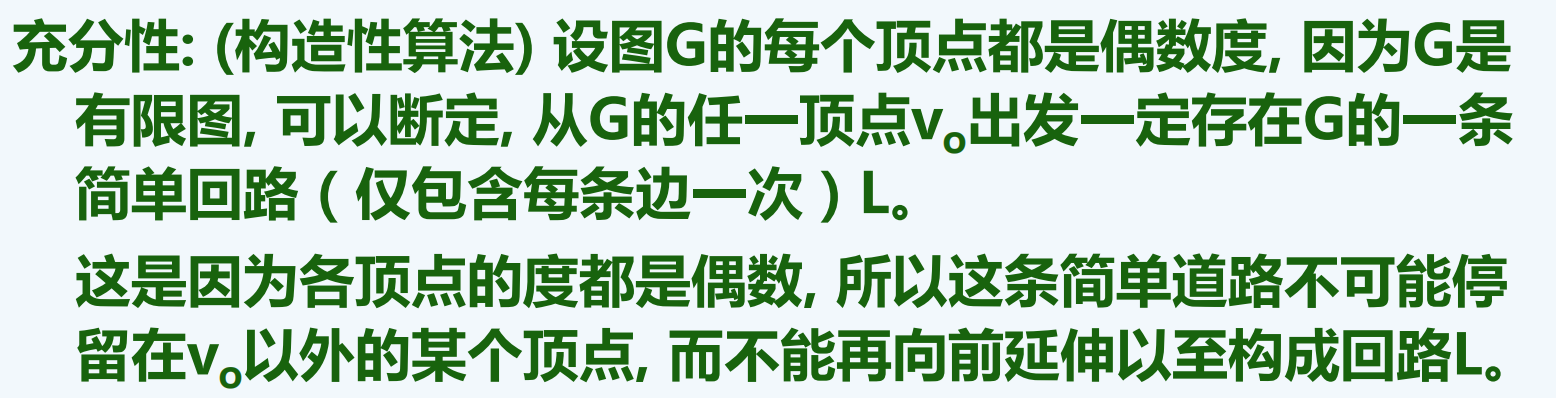 充分性: (构造性算法) 设图G的每个顶点都是偶数度, 因为G是
有限图, 可以断定, 从G的任一顶点v₀出发一定存在G的一条
简单回路（仅包含每条边一次）L。
这是因为各顶点的度都是偶数, 所以这条简单道路不可能停
留在v₀以外的某个顶点, 而不能再向前延伸以至构成回路L。